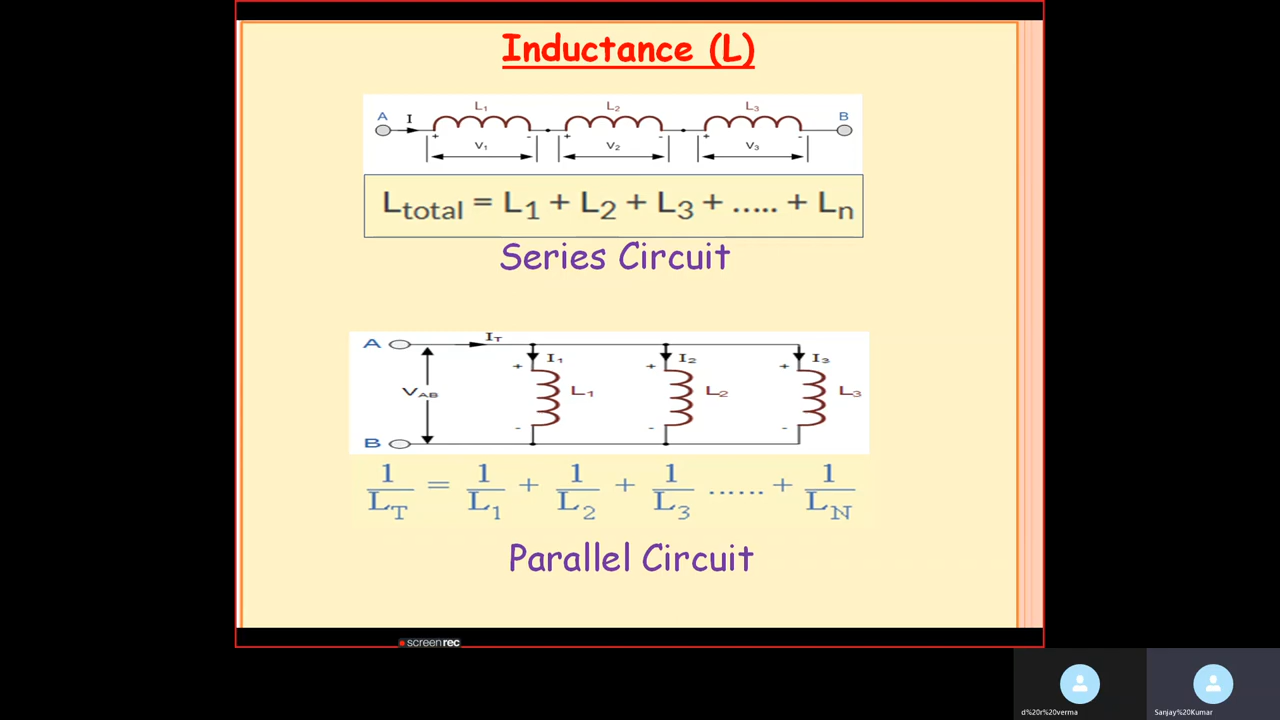 Inductance (L)
A I L1 L2 L3 B
+ - + - + -
V1 V2 V3
Ltotal = L1 + L2 + L3 + ..... + Ln
Series Circuit
A IT
I1 I2 I3
+ + +
VAB L1 L2 L3
- - -
B
1/LT = 1/L1 + 1/L2 + 1/L3 ...... + 1/LN
Parallel Circuit
screenrec
d%20r%20verma Sanjay%20Kumar